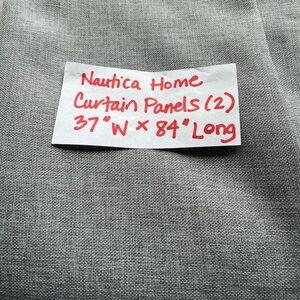 Nautica Home
Curtain Panels (2)
37" W x 84" Long